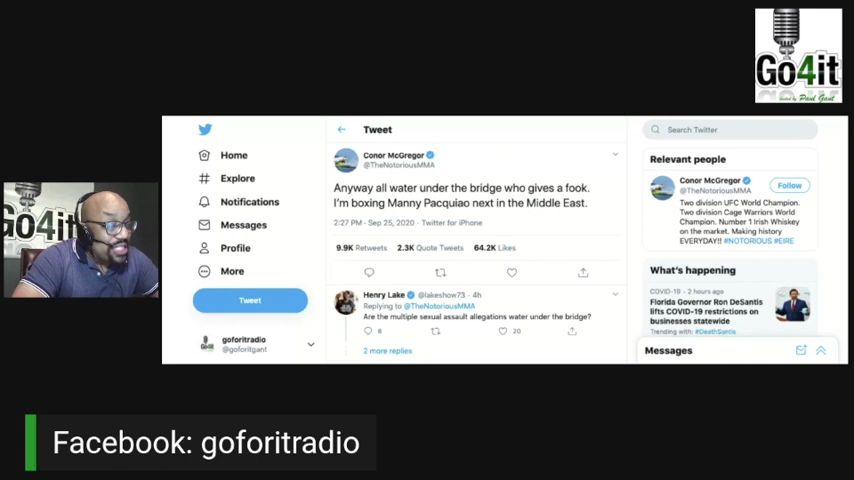 Go4it
hosted by Paul Gant
Go4it
Home
Explore
Notifications
Messages
Profile
More
Tweet
goforitradio
@goforitgant
Tweet
Conor McGregor
@TheNotoriousMMA
Anyway all water under the bridge who gives a fook.
I'm boxing Manny Pacquiao next in the Middle East.
2:27 PM · Sep 25, 2020 · Twitter for iPhone
9.9K Retweets 2.3K Quote Tweets 64.2K Likes
Henry Lake @lakeshow73 · 4h
Replying to @TheNotoriousMMA
Are the multiple sexual assault allegations water under the bridge?
8 20
2 more replies
Search Twitter
Relevant people
Conor McGregor
@TheNotoriousMMA
Follow
Two division UFC World Champion.
Two division Cage Warriors World
Champion. Number 1 Irish Whiskey
on the market. Making history
EVERYDAY!! #NOTORIOUS #EIRE
What's happening
COVID-19 · 2 hours ago
Florida Governor Ron DeSantis
lifts COVID-19 restrictions on
businesses statewide
Trending with: #DeathSantis
Messages
Facebook: goforitradio